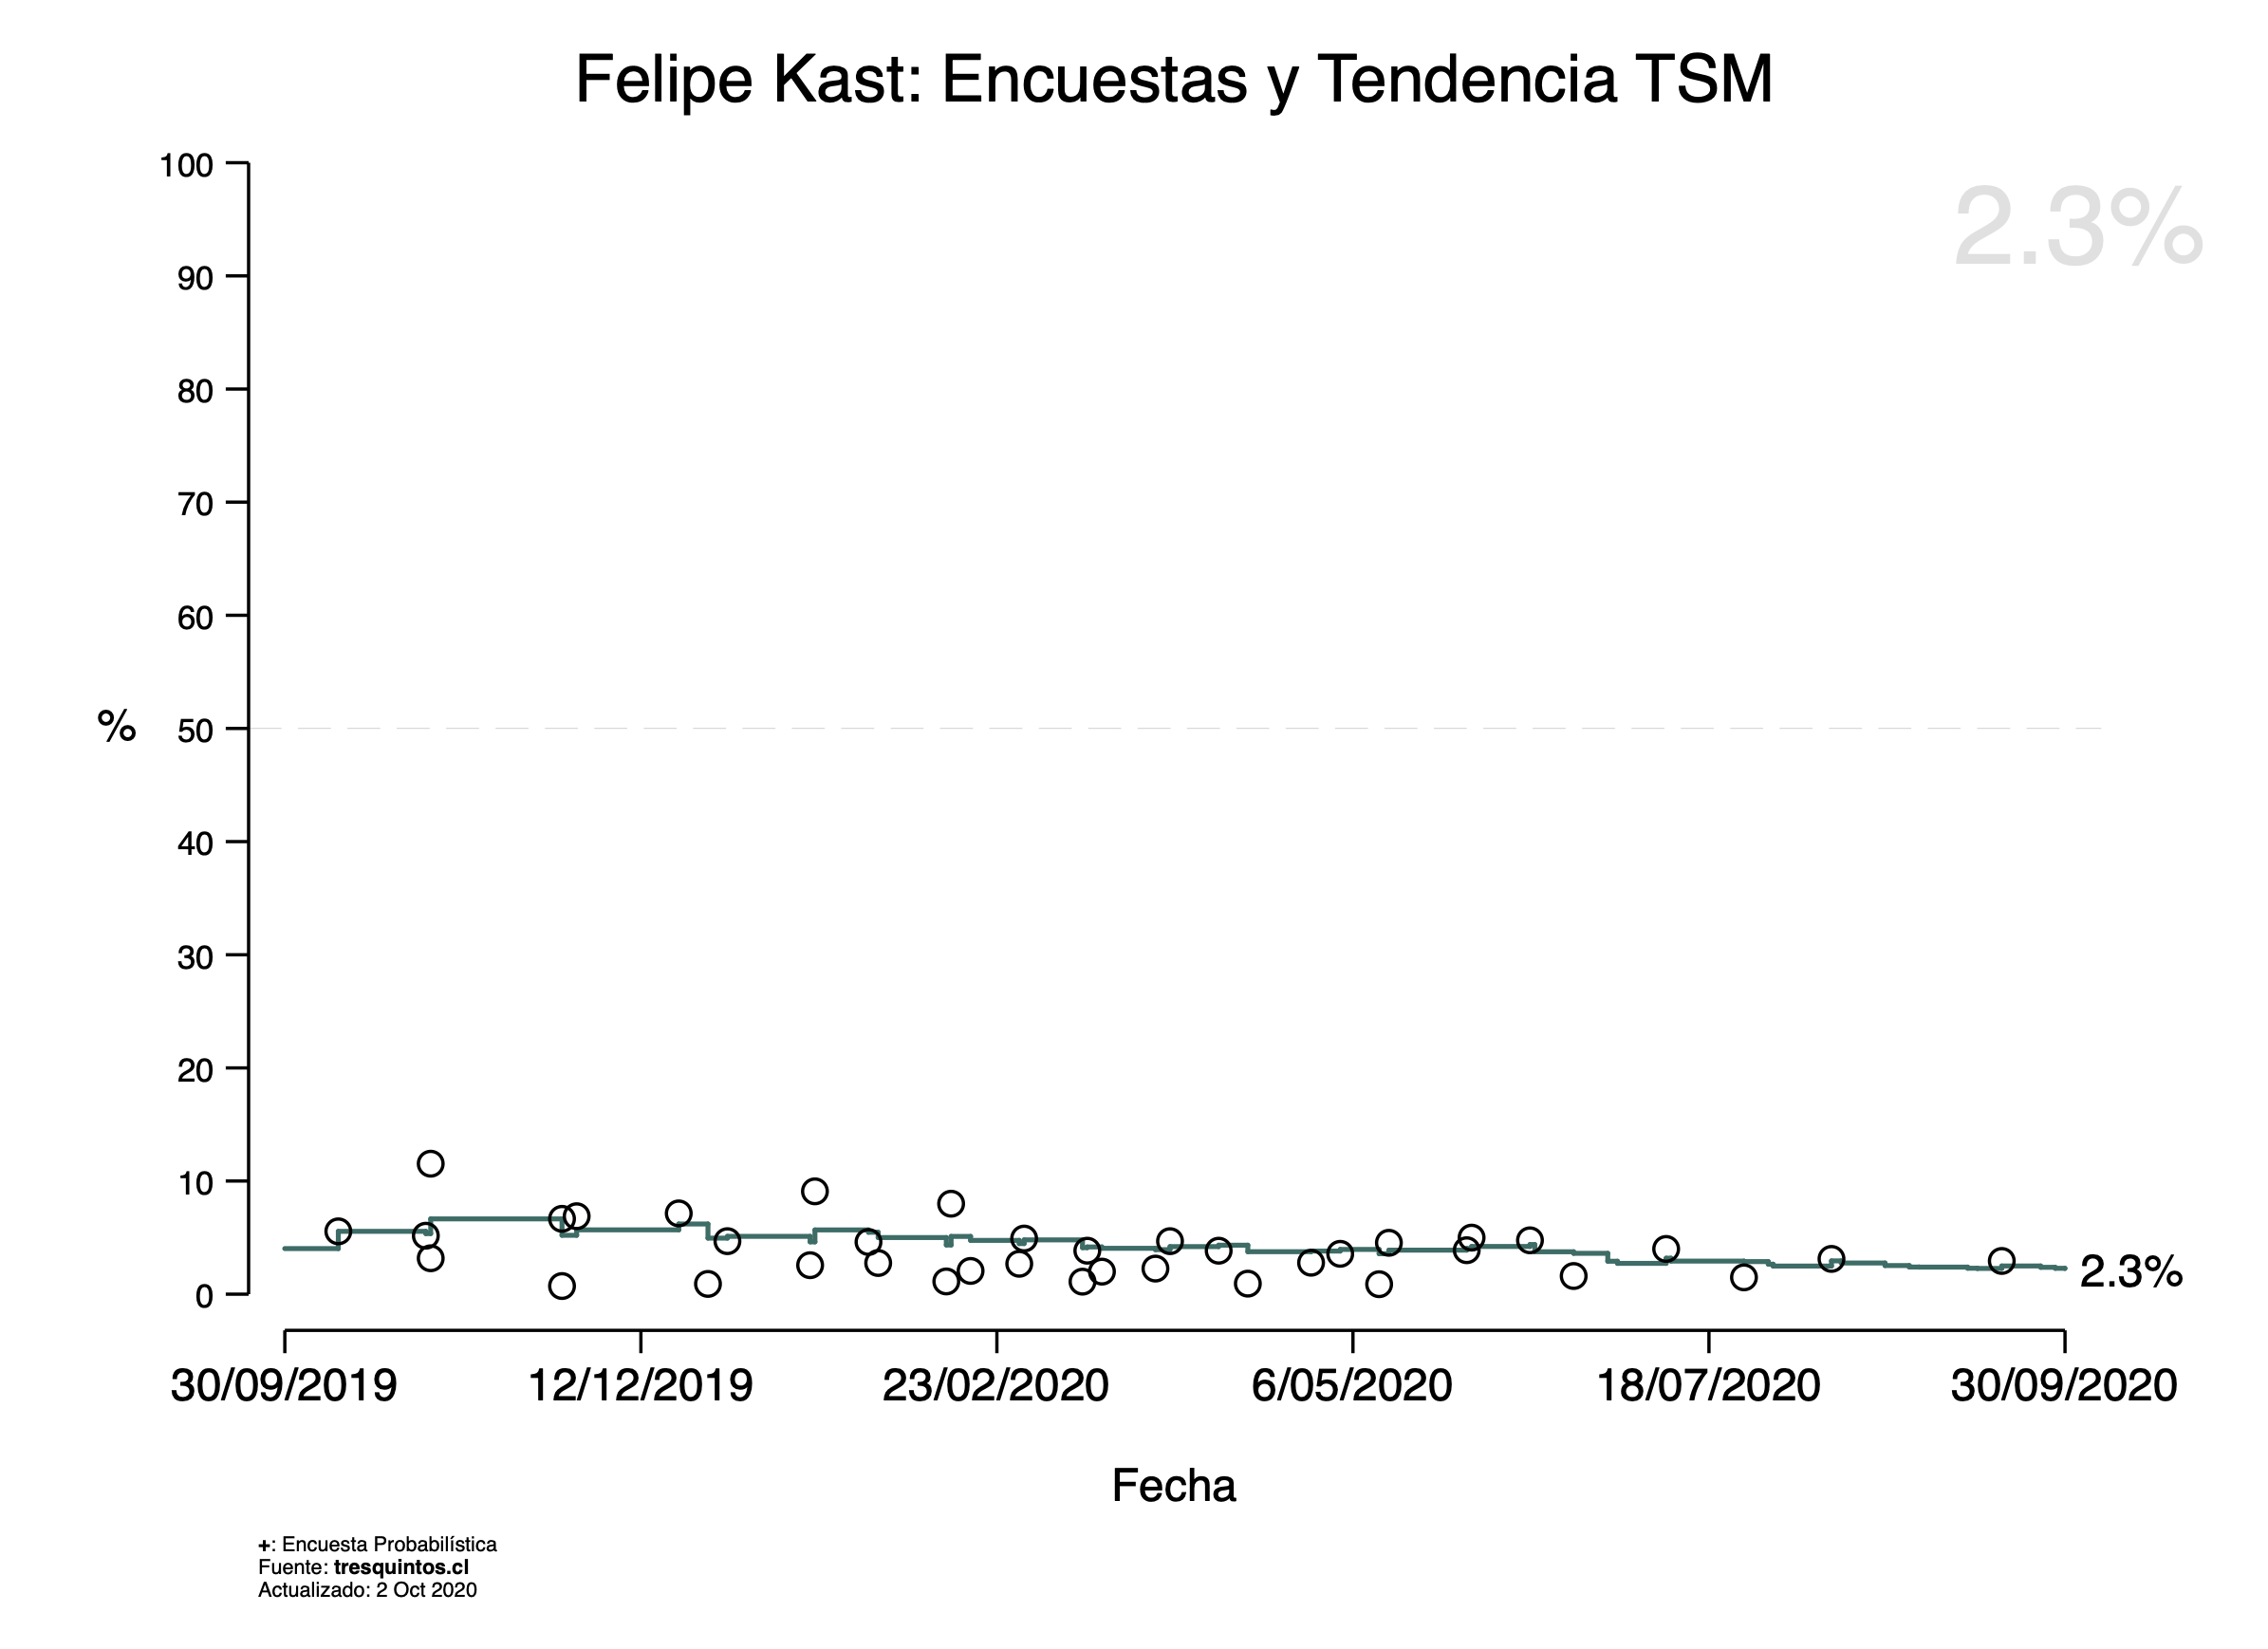 Felipe Kast: Encuestas y Tendencia TSM
2.3%
100
90
80
70
60
50
40
30
20
10
0
%
2.3%
30/09/2019 12/12/2019 23/02/2020 6/05/2020 18/07/2020 30/09/2020
Fecha
+: Encuesta Probabilística
Fuente: tresquintos.cl
Actualizado: 2 Oct 2020